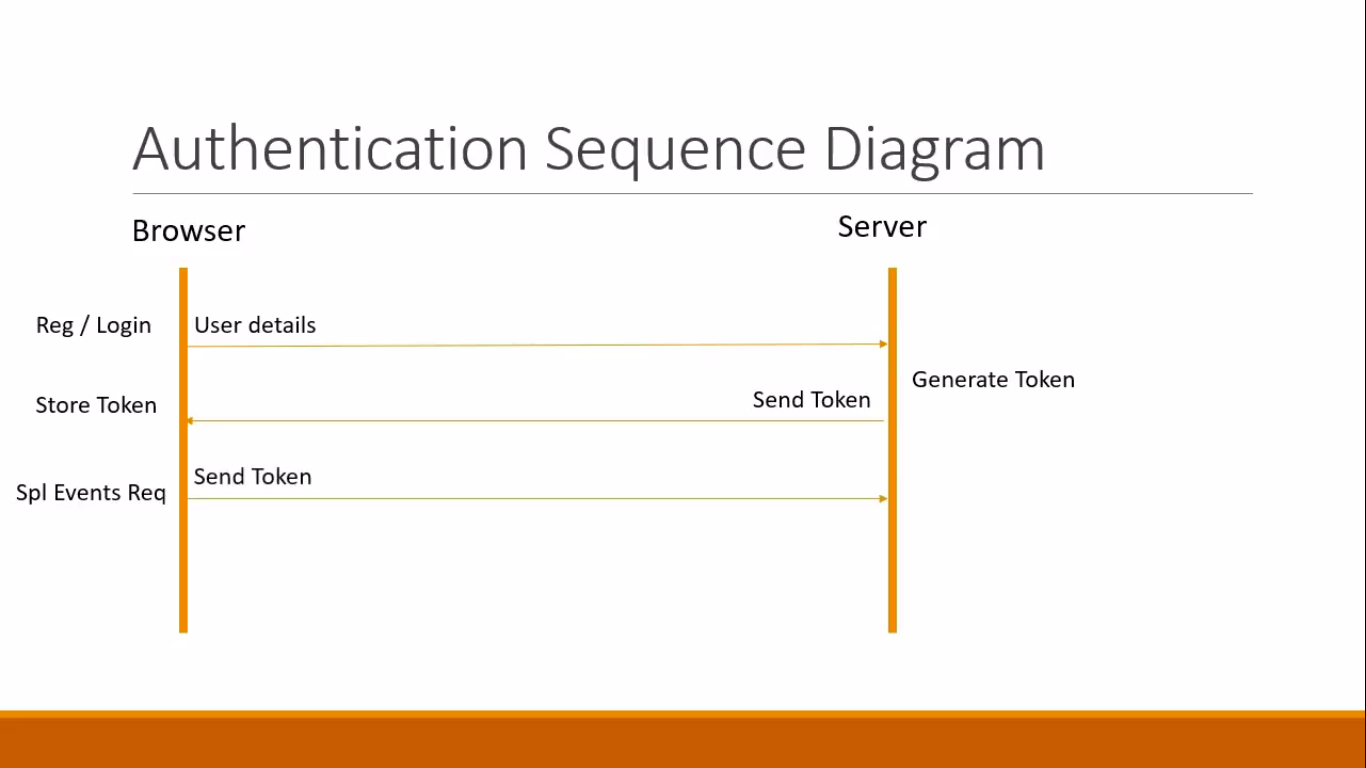 Authentication Sequence Diagram
Browser
Server
Reg / Login
User details
Generate Token
Store Token
Send Token
Spl Events Req
Send Token